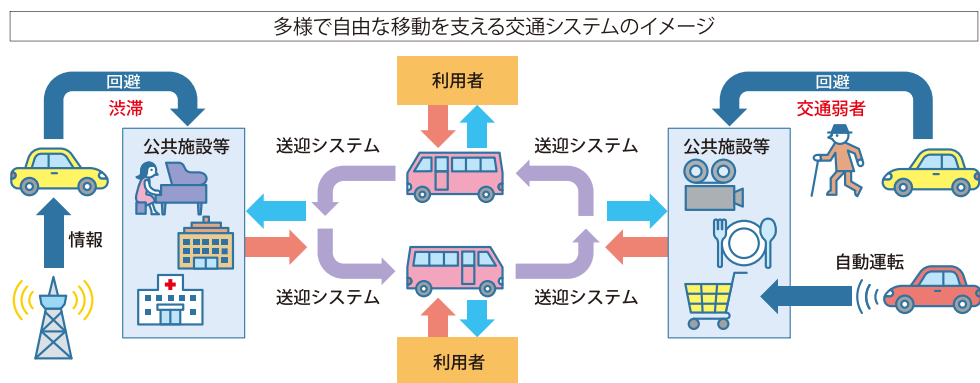 多様で自由な移動を支える交通システムのイメージ
回避
渋滞
公共施設等
情報
送迎システム
利用者
送迎システム
送迎システム
利用者
送迎システム
回避
交通弱者
公共施設等
自動運転